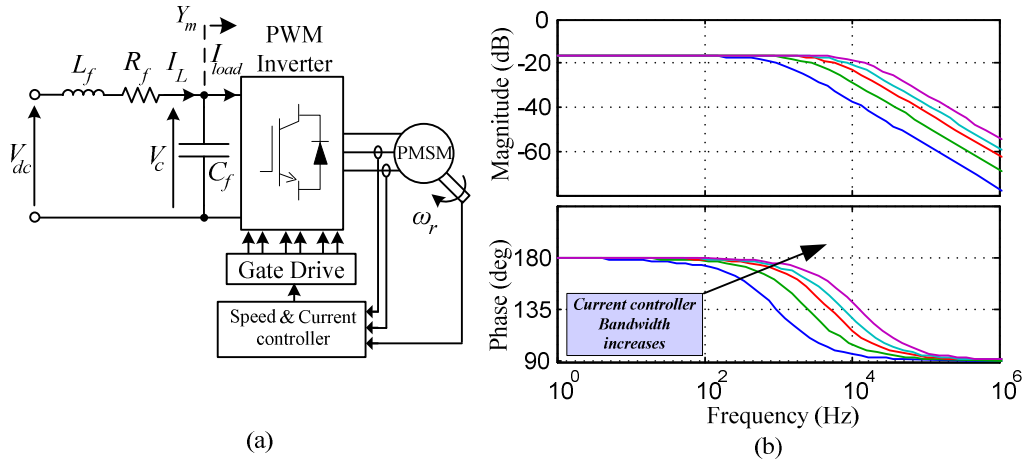 Y_m
PWM
Inverter
L_f
R_f
I_L
I_load
V_dc
V_c
C_f
PMSM
ω_r
Gate Drive
Speed & Current
controller
(a)
Magnitude (dB)
0
-20
-40
-60
Phase (deg)
180
135
90
Current controller
Bandwidth
increases
10^0
10^2
10^4
10^6
Frequency (Hz)
(b)